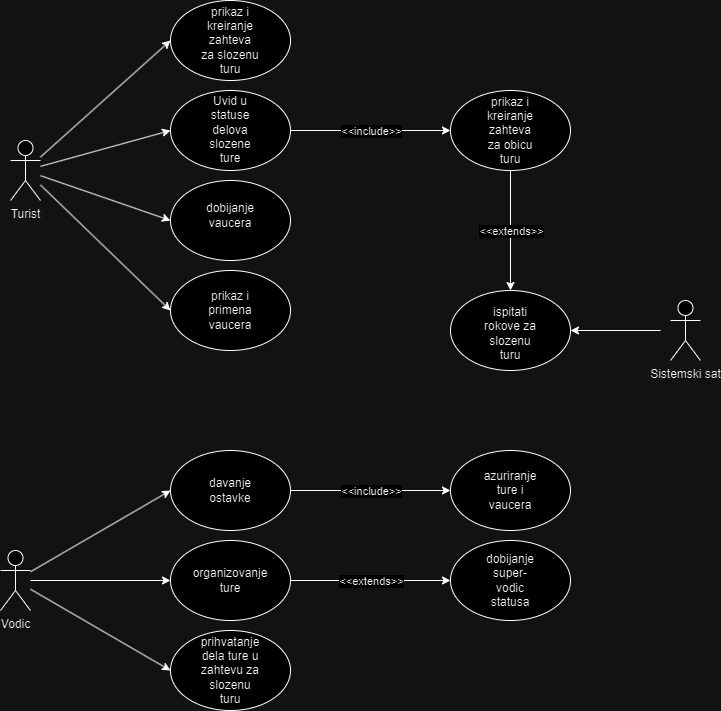 prikaz i
kreiranje
zahteva
za slozenu
turu
Uvid u
statuse
delova
slozene
ture
<<include>>
prikaz i
kreiranje
zahteva
za obicu
turu
Turist
dobijanje
vaucera
<<extends>>
prikaz i
primena
vaucera
ispitati
rokove za
slozenu
turu
Sistemski sat
davanje
ostavke
<<include>>
azuriranje
ture i
vaucera
organizovanje
ture
<<extends>>
dobijanje
super-
vodic
statusa
Vodic
prihvatanje
dela ture u
zahtevu za
slozenu
turu